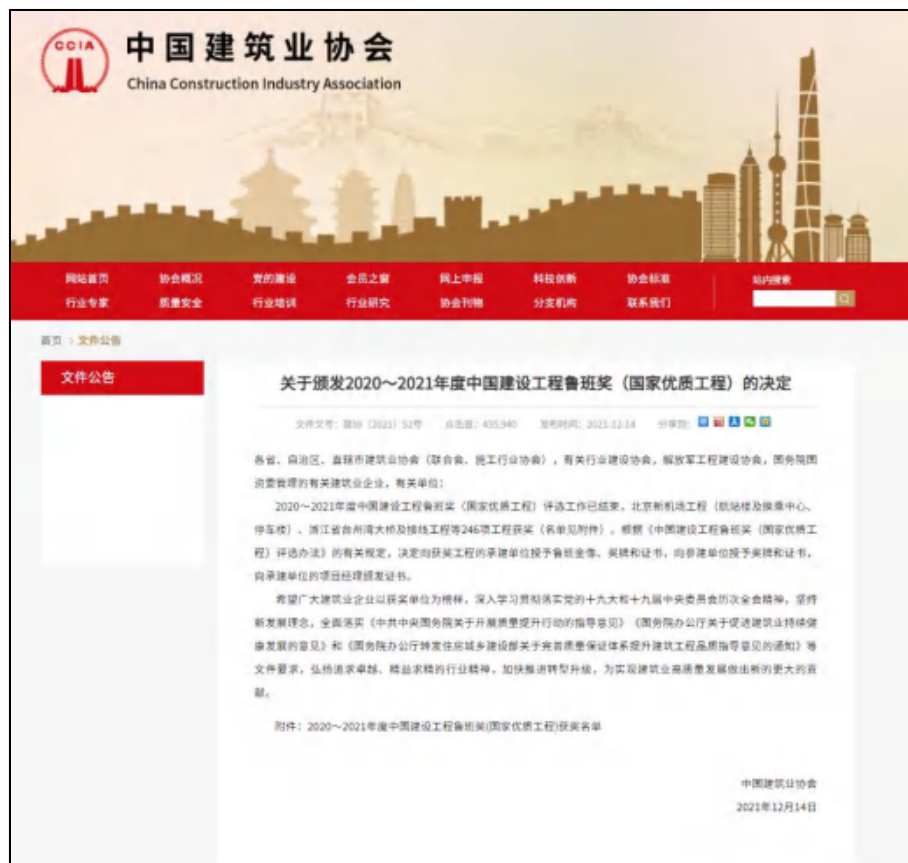 CCIA
中国建筑业协会
China Construction Industry Association
网站首页 协会概况 党的建设 会员之窗 网上申报 科技创新 协会标准 站内搜索
行业专家 质量安全 行业培训 行业研究 协会刊物 分支机构 联系我们
首页 > 文件公告
文件公告
关于颁发2020～2021年度中国建设工程鲁班奖（国家优质工程）的决定
文件文号：建协〔2021〕52号 点击量：435,940 发布时间：2021-12-14 分享到：
各省、自治区、直辖市建筑业协会（联合会、施工行业协会），有关行业建设协会，解放军工程建设协会，国务院国
资委管理的有关建筑业企业，有关单位：
2020～2021年度中国建设工程鲁班奖（国家优质工程）评选工作已结束，北京新机场工程（航站楼及换乘中心、
停车楼）、浙江省台州湾大桥及接线工程等246项工程获奖（名单见附件）。根据《中国建设工程鲁班奖（国家优质工
程）评选办法》的有关规定，决定向获奖工程的承建单位授予鲁班金像、奖牌和证书，向参建单位授予奖牌和证书，
向承建单位的项目经理颁发证书。
希望广大建筑业企业以获奖单位为榜样，深入学习贯彻落实党的十九大和十九届中央委员会历次全会精神，坚持
新发展理念，全面落实《中共中央国务院关于开展质量提升行动的指导意见》《国务院办公厅关于促进建筑业持续健
康发展的意见》和《国务院办公厅转发住房城乡建设部关于完善质量保证体系提升建筑工程品质指导意见的通知》等
文件要求，弘扬追求卓越、精益求精的行业精神，加快推进转型升级，为实现建筑业高质量发展做出新的更大的贡
献。
附件：2020～2021年度中国建设工程鲁班奖(国家优质工程)获奖名单
中国建筑业协会
2021年12月14日